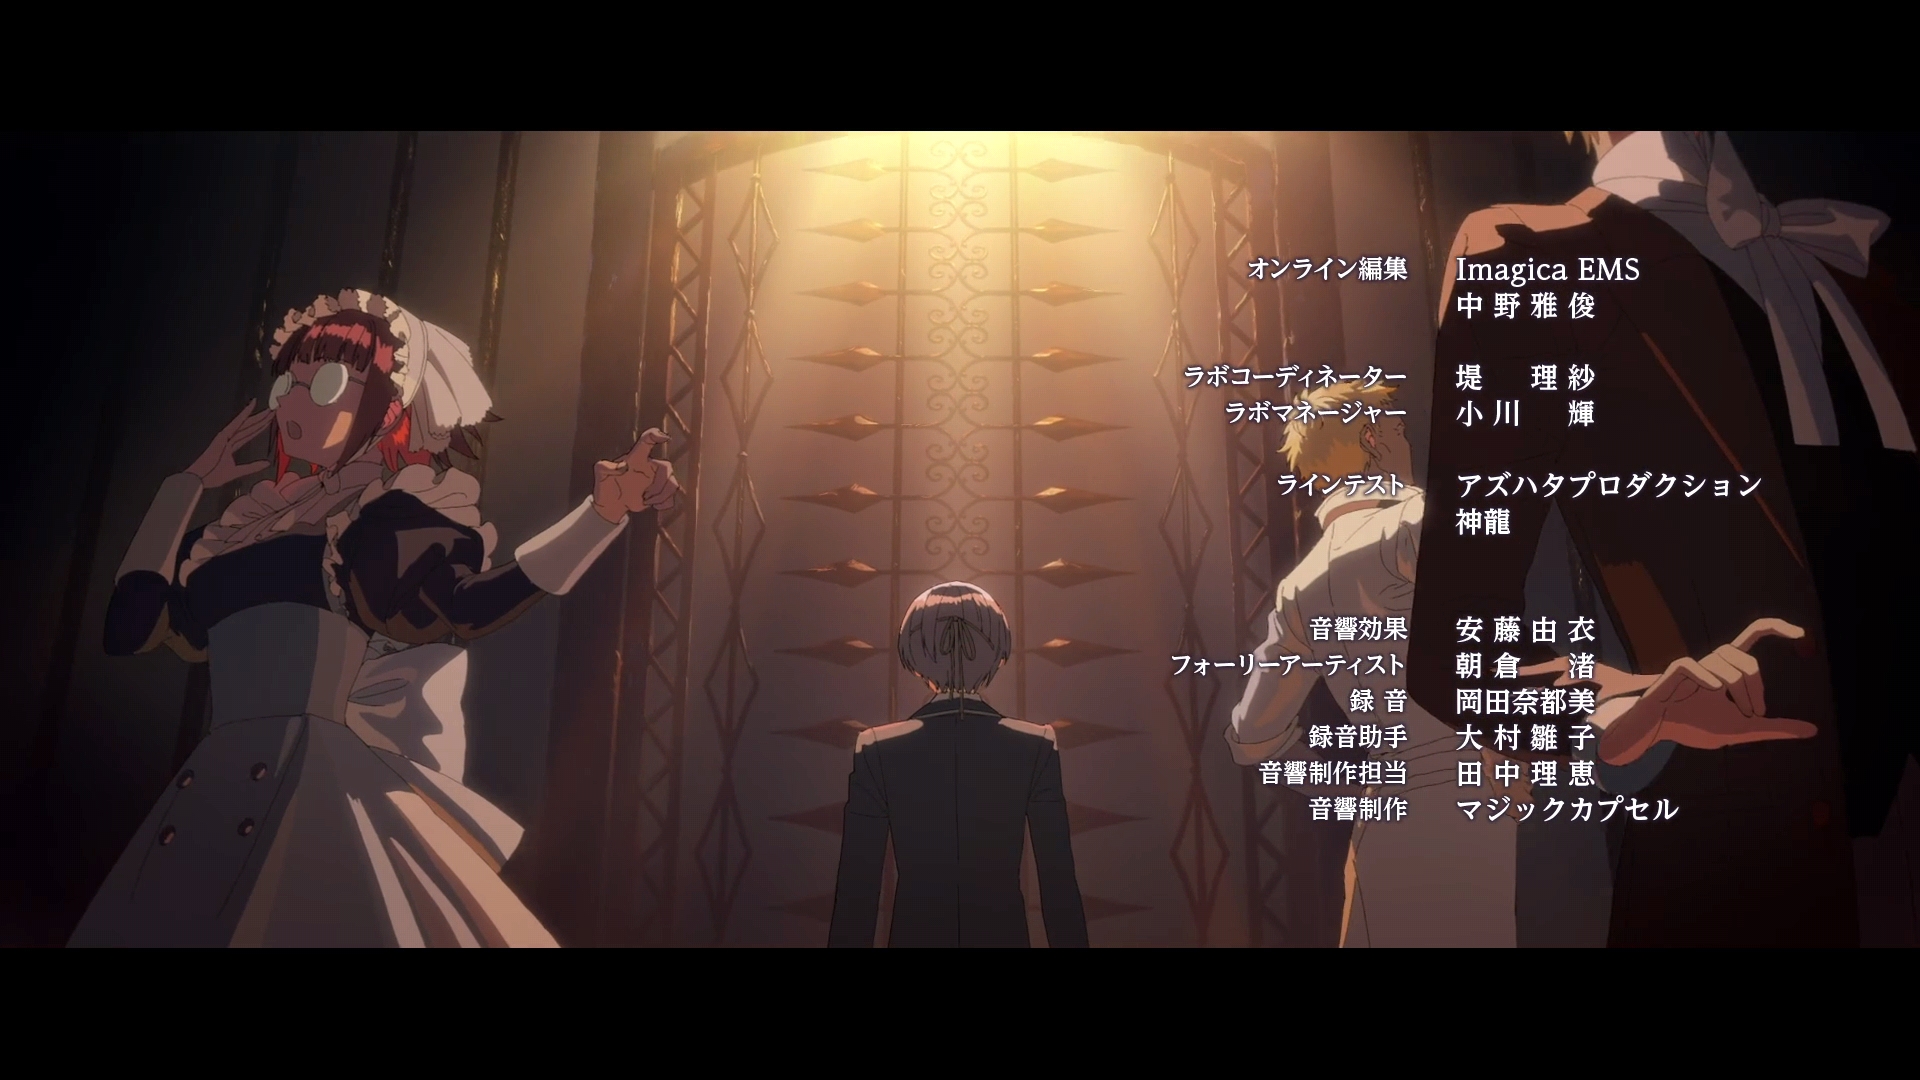 オンライン編集 Imagica EMS
中野雅俊
ラボコーディネーター 堤 理紗
ラボマネージャー 小川 輝
ラインテスト アズハタプロダクション
神龍
音響効果 安藤由衣
フォーリーアーティスト 朝倉 渚
録音 岡田奈都美
録音助手 大村雛子
音響制作担当 田中理恵
音響制作 マジックカプセル